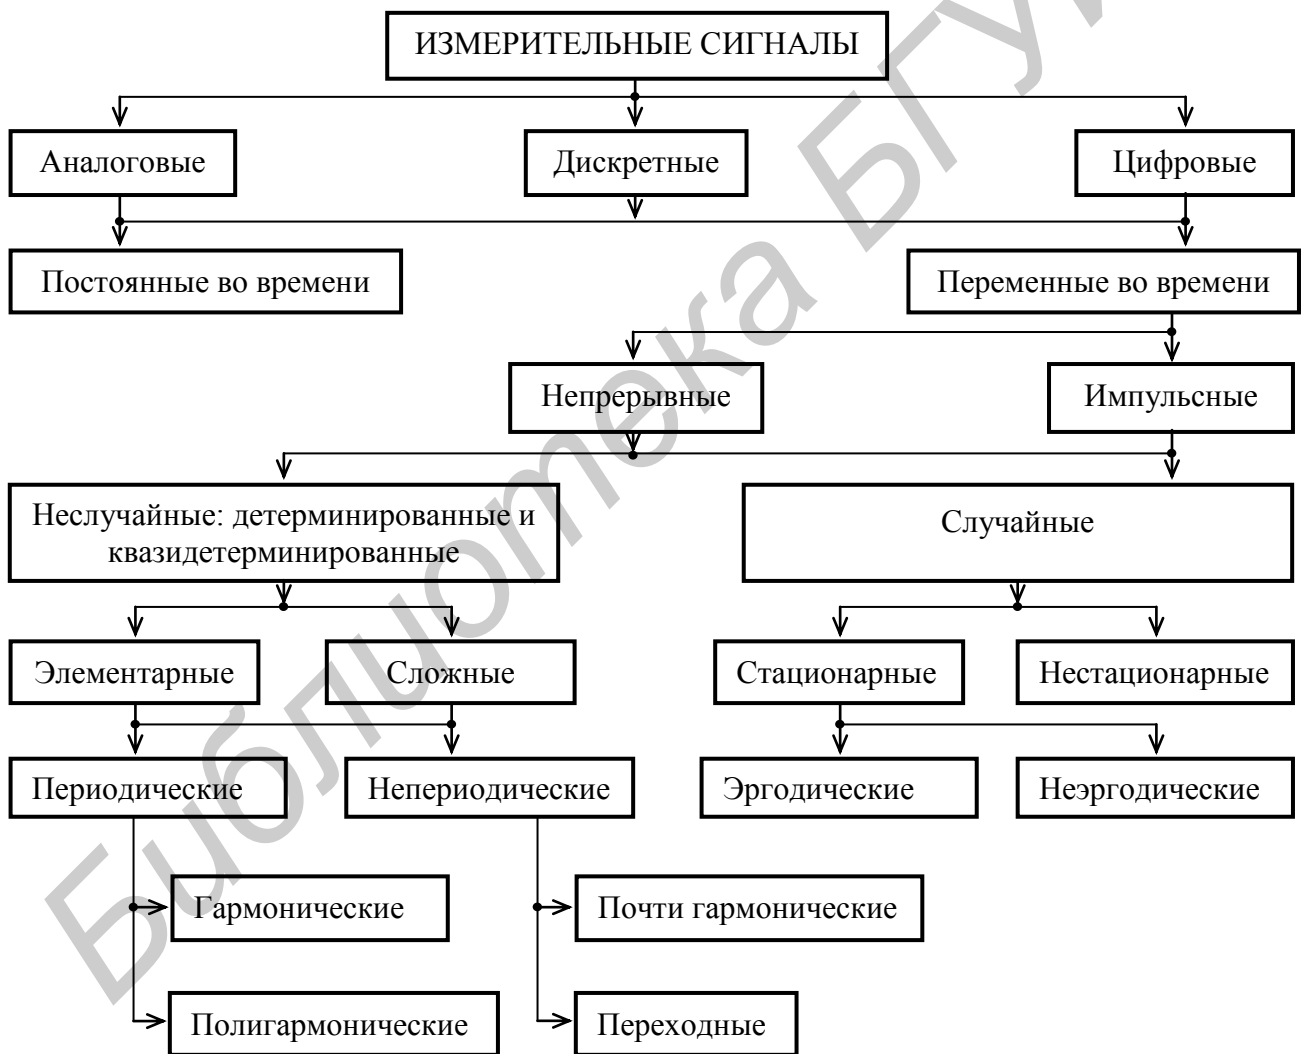 ИЗМЕРИТЕЛЬНЫЕ СИГНАЛЫ
Аналоговые
Дискретные
Цифровые
Постоянные во времени
Переменные во времени
Непрерывные
Импульсные
Неслучайные: детерминированные и
квазидетерминированные
Случайные
Элементарные
Сложные
Стационарные
Нестационарные
Периодические
Непериодические
Эргодические
Неэргодические
Гармонические
Почти гармонические
Полигармонические
Переходные
Библиотека